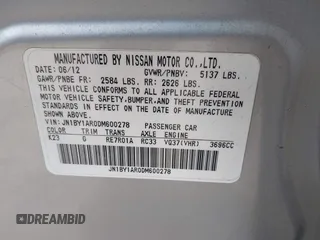 MANUFACTURED BY NISSAN MOTOR CO.,LTD.
DATE 06/12 GVWR/PNBV: 5137 LBS.
GAWR/PNBE FR: 2584 LBS. RR: 2626 LBS.
THIS VEHICLE CONFORMS TO ALL APPLICABLE FEDERAL
MOTOR VEHICLE SAFETY, BUMPER, AND THEFT PREVENTION
STANDARDS IN EFFECT ON THE DATE OF MANUFACTURE
SHOWN ABOVE.
VIN: JN1BY1AR0DM600278 PASSENGER CAR
COLOR TRIM TRANS AXLE ENGINE
K23 G RE7R01A RC33 VQ37(VHR) 3696CC
JN1BY1AR0DM600278
DREAMBID